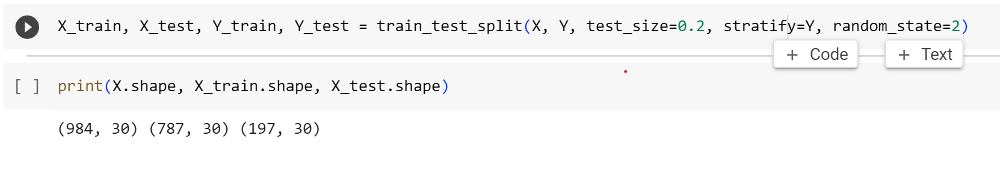 X_train, X_test, Y_train, Y_test = train_test_split(X, Y, test_size=0.2, stratify=Y, random_state=2)
+ Code + Text
[ ] print(X.shape, X_train.shape, X_test.shape)
(984, 30) (787, 30) (197, 30)